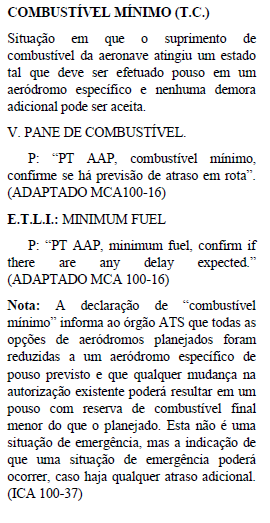 COMBUSTÍVEL MÍNIMO (T.C.)
Situação em que o suprimento de
combustível da aeronave atingiu um estado
tal que deve ser efetuado pouso em um
aeródromo específico e nenhuma demora
adicional pode ser aceita.
V. PANE DE COMBUSTÍVEL.
P: “PT AAP, combustível mínimo,
confirme se há previsão de atraso em rota”.
(ADAPTADO MCA100-16)
E.T.L.I.: MINIMUM FUEL
P: “PT AAP, minimum fuel, confirm if
there are any delay expected.”
(ADAPTADO MCA 100-16)
Nota: A declaração de “combustível
mínimo” informa ao órgão ATS que todas as
opções de aeródromos planejados foram
reduzidas a um aeródromo específico de
pouso previsto e que qualquer mudança na
autorização existente poderá resultar em um
pouso com reserva de combustível final
menor do que o planejado. Esta não é uma
situação de emergência, mas a indicação de
que uma situação de emergência poderá
ocorrer, caso haja qualquer atraso adicional.
(ICA 100-37)